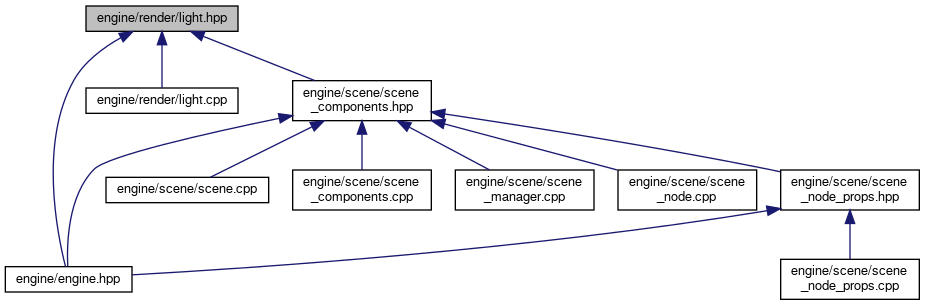 engine/render/light.hpp
engine/render/light.cpp
engine/scene/scene
_components.hpp
engine/scene/scene.cpp
engine/scene/scene
_components.cpp
engine/scene/scene
_manager.cpp
engine/scene/scene
_node.cpp
engine/scene/scene
_node_props.hpp
engine/engine.hpp
engine/scene/scene
_node_props.cpp